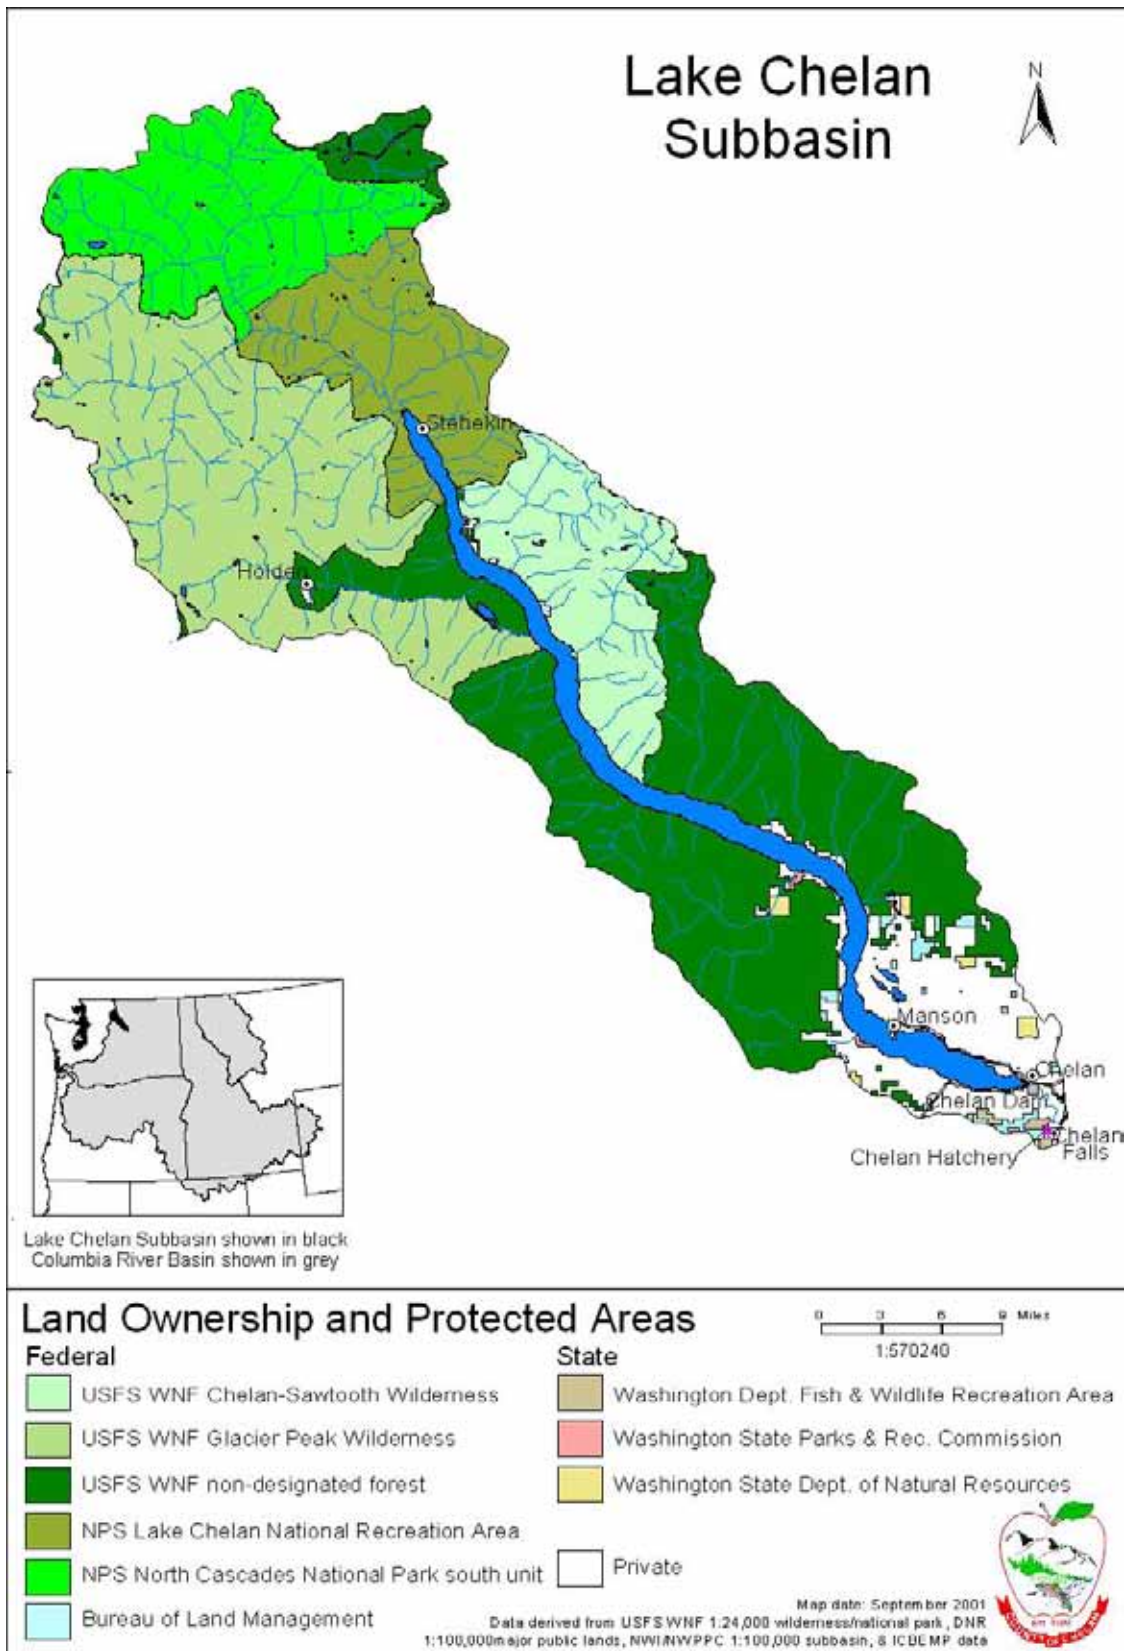 Lake Chelan
Subbasin
N
Stehekin
Holden
Manson
Chelan
Chelan Dam
Chelan
Falls
Chelan Hatchery
Lake Chelan Subbasin shown in black
Columbia River Basin shown in grey
Land Ownership and Protected Areas
0 3 6 9 Miles
1:570240
Federal
USFS WNF Chelan-Sawtooth Wilderness
USFS WNF Glacier Peak Wilderness
USFS WNF non-designated forest
NPS Lake Chelan National Recreation Area
NPS North Cascades National Park south unit
Bureau of Land Management
State
Washington Dept. Fish & Wildlife Recreation Area
Washington State Parks & Rec. Commission
Washington State Dept. of Natural Resources
Private
COUNTY OF CHELAN
Map date: September 2001
Data derived from USFS WNF 1:24,000 wilderness/national park, DNR
1:100,000major public lands, NWI/NWPPC 1:100,000 subbasin, & ICBEMP data